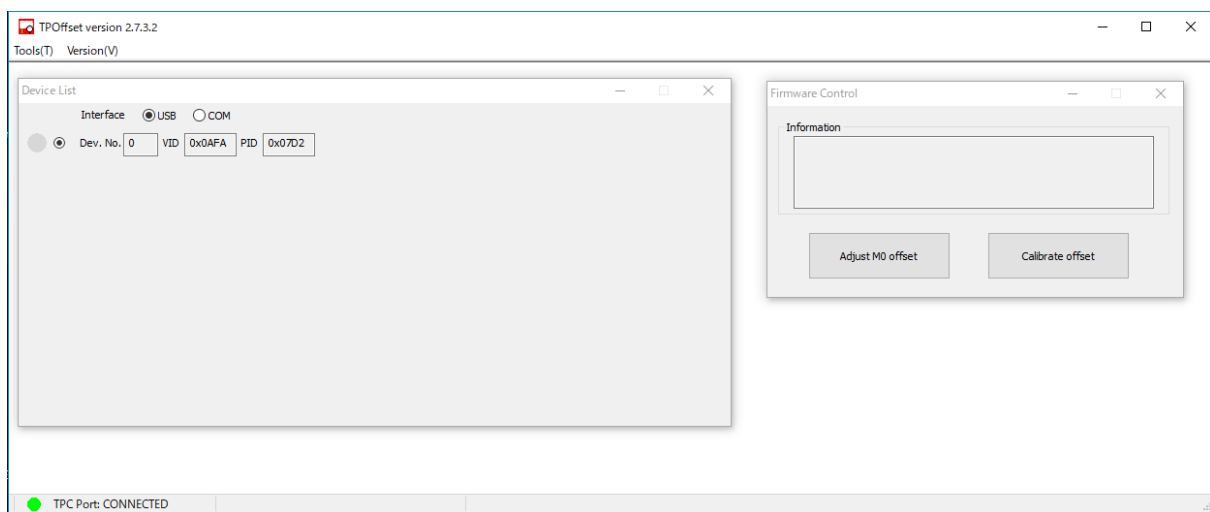 TPOffset version 2.7.3.2
Tools(T) Version(V)
Device List
Interface USB COM
Dev. No. 0 VID 0x0AFA PID 0x07D2
Firmware Control
Information
Adjust M0 offset Calibrate offset
TPC Port: CONNECTED